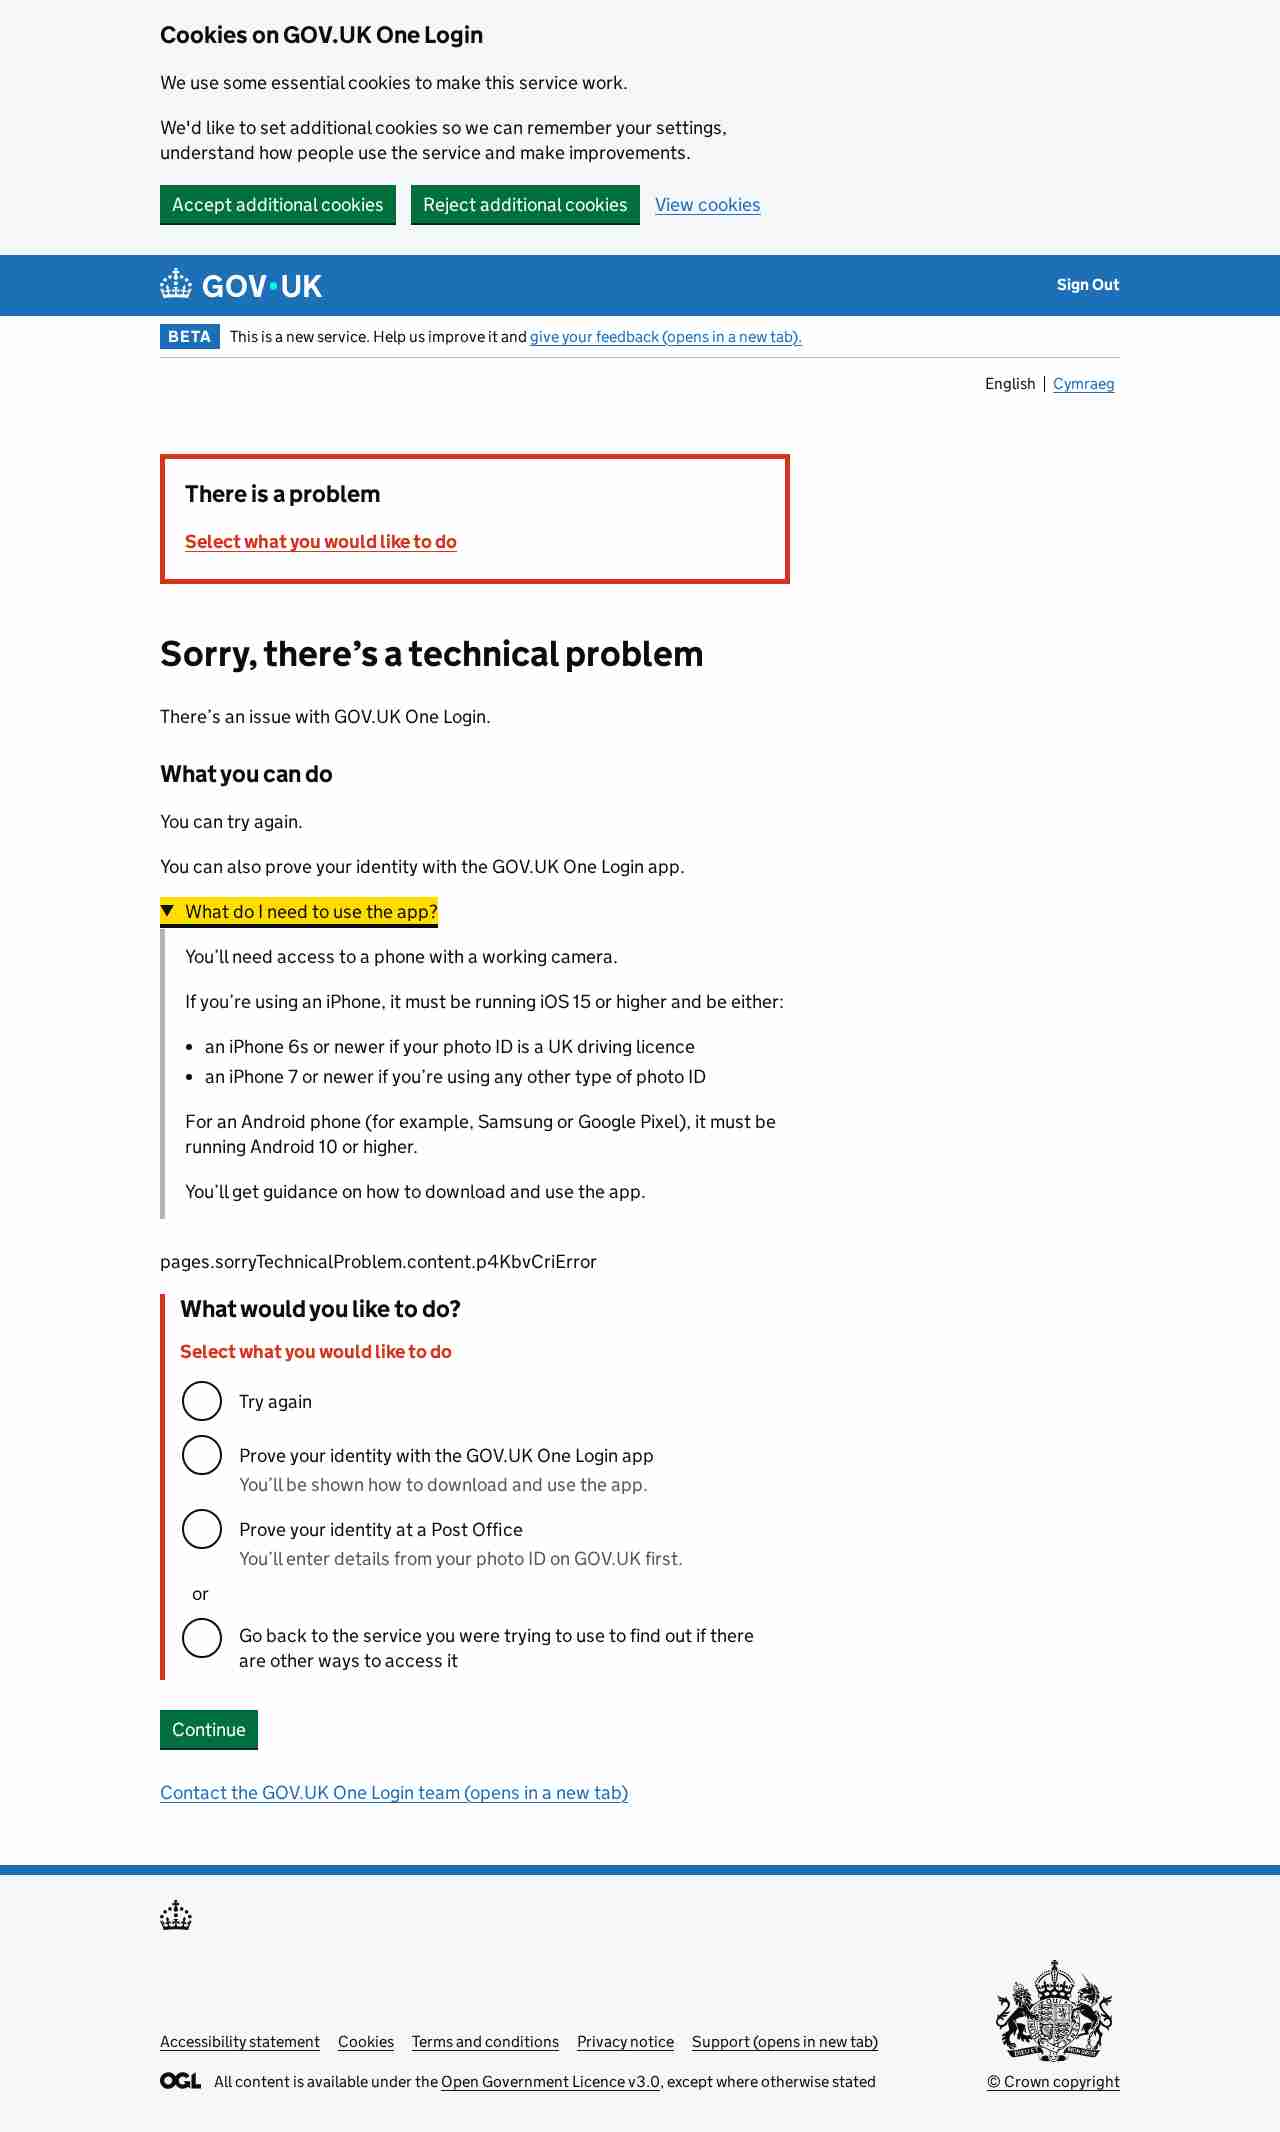 Cookies on GOV.UK One Login
We use some essential cookies to make this service work.
We'd like to set additional cookies so we can remember your settings,
understand how people use the service and make improvements.
Accept additional cookies Reject additional cookies View cookies
GOV·UK Sign Out
BETA This is a new service. Help us improve it and give your feedback (opens in a new tab).
English | Cymraeg
There is a problem
Select what you would like to do
Sorry, there’s a technical problem
There’s an issue with GOV.UK One Login.
What you can do
You can try again.
You can also prove your identity with the GOV.UK One Login app.
What do I need to use the app?
You’ll need access to a phone with a working camera.
If you’re using an iPhone, it must be running iOS 15 or higher and be either:
• an iPhone 6s or newer if your photo ID is a UK driving licence
• an iPhone 7 or newer if you’re using any other type of photo ID
For an Android phone (for example, Samsung or Google Pixel), it must be
running Android 10 or higher.
You’ll get guidance on how to download and use the app.
pages.sorryTechnicalProblem.content.p4KbvCriError
What would you like to do?
Select what you would like to do
Try again
Prove your identity with the GOV.UK One Login app
You’ll be shown how to download and use the app.
Prove your identity at a Post Office
You’ll enter details from your photo ID on GOV.UK first.
or
Go back to the service you were trying to use to find out if there
are other ways to access it
Continue
Contact the GOV.UK One Login team (opens in a new tab)
Accessibility statement Cookies Terms and conditions Privacy notice Support (opens in new tab)
OGL All content is available under the Open Government Licence v3.0, except where otherwise stated
© Crown copyright